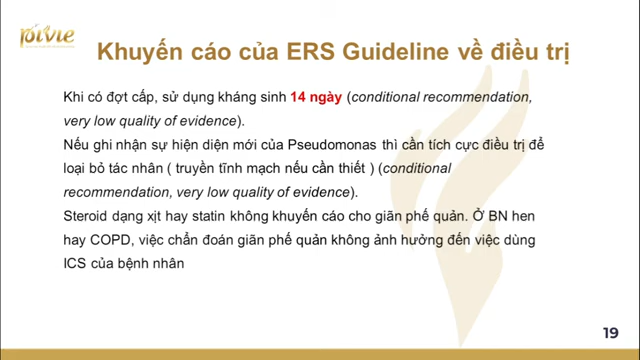 pivie
Khuyến cáo của ERS Guideline về điều trị
Khi có đợt cấp, sử dụng kháng sinh 14 ngày (conditional recommendation,
very low quality of evidence).
Nếu ghi nhận sự hiện diện mới của Pseudomonas thì cần tích cực điều trị để
loại bỏ tác nhân ( truyền tĩnh mạch nếu cần thiết ) (conditional
recommendation, very low quality of evidence).
Steroid dạng xịt hay statin không khuyến cáo cho giãn phế quản. Ở BN hen
hay COPD, việc chẩn đoán giãn phế quản không ảnh hưởng đến việc dùng
ICS của bệnh nhân
19